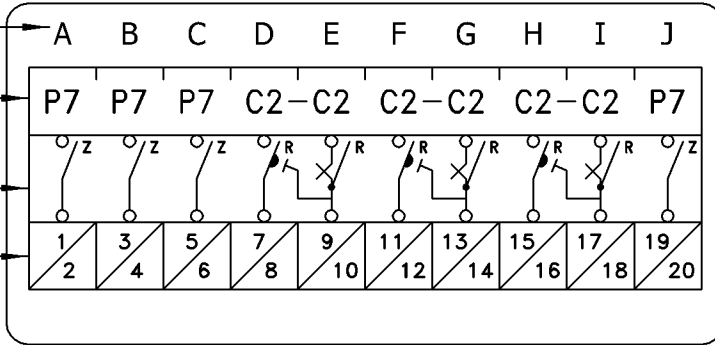 A B C D E F G H I J
P7 P7 P7 C2-C2 C2-C2 C2-C2 P7
Z Z Z R R R R R R Z
1 3 5 7 9 11 13 15 17 19
2 4 6 8 10 12 14 16 18 20